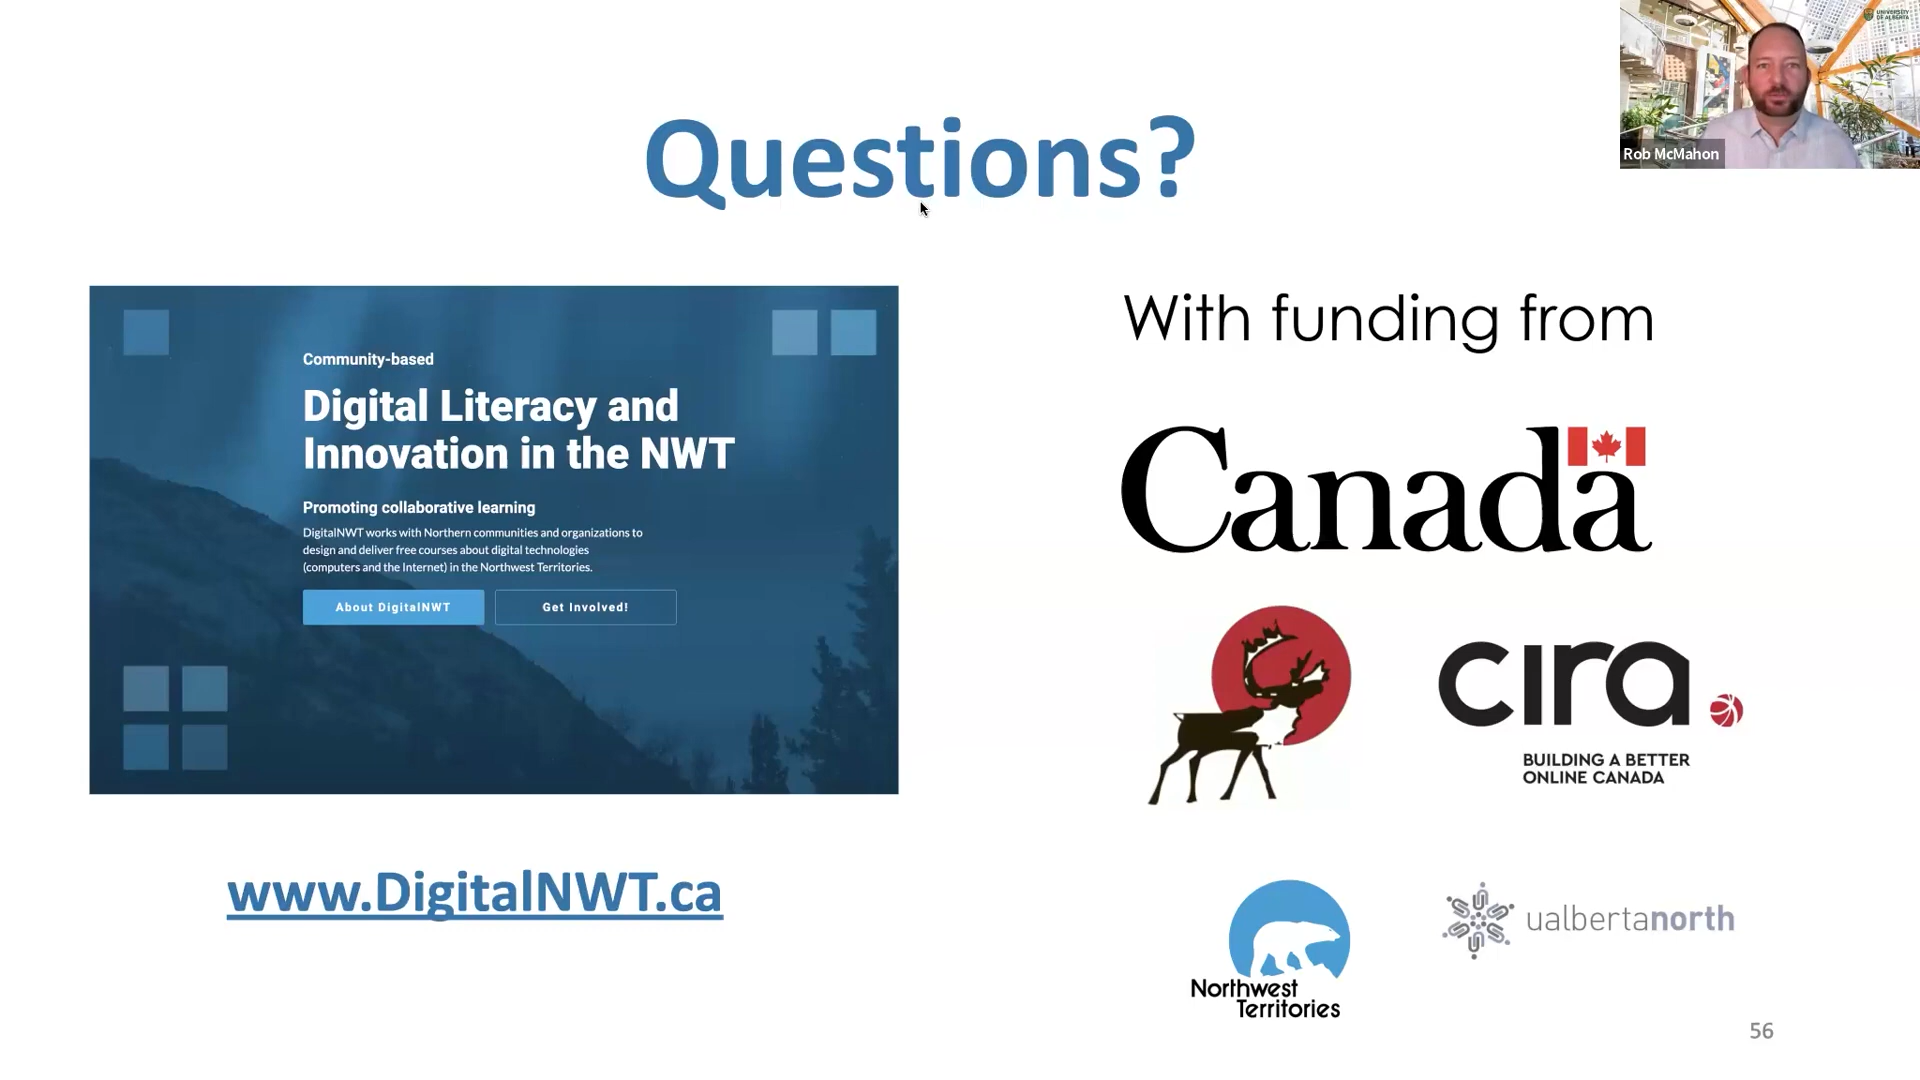 UNIVERSITY
OF ALBERTA
Rob McMahon
Questions?
Community-based
Digital Literacy and
Innovation in the NWT
Promoting collaborative learning
DigitalNWT works with Northern communities and organizations to
design and deliver free courses about digital technologies
(computers and the Internet) in the Northwest Territories.
About DigitalNWT
Get Involved!
www.DigitalNWT.ca
With funding from
Canada
cira
BUILDING A BETTER
ONLINE CANADA
Northwest
Territories
ualbertanorth
56